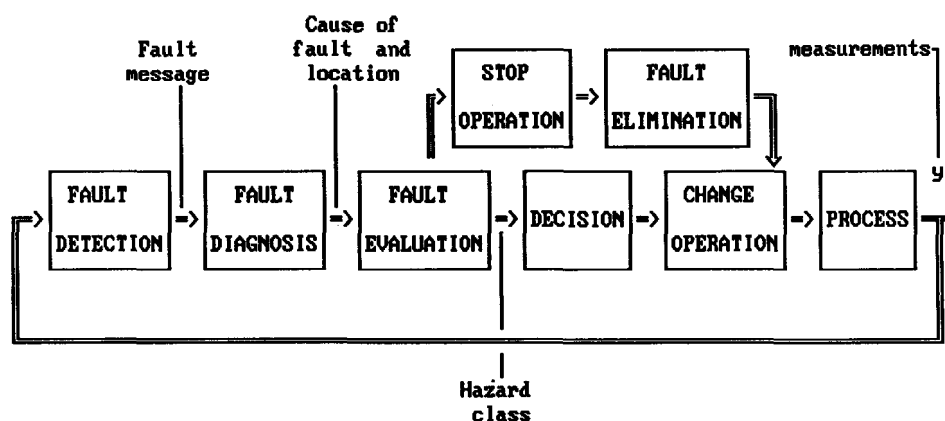 Cause of
fault and
location
Fault
message
measurements
STOP
OPERATION
FAULT
ELIMINATION
y
FAULT
DETECTION
FAULT
DIAGNOSIS
FAULT
EVALUATION
DECISION
CHANGE
OPERATION
PROCESS
Hazard
class